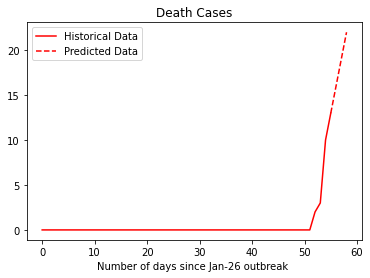 Death Cases
Historical Data
Predicted Data
20
15
10
5
0
0 10 20 30 40 50 60
Number of days since Jan-26 outbreak